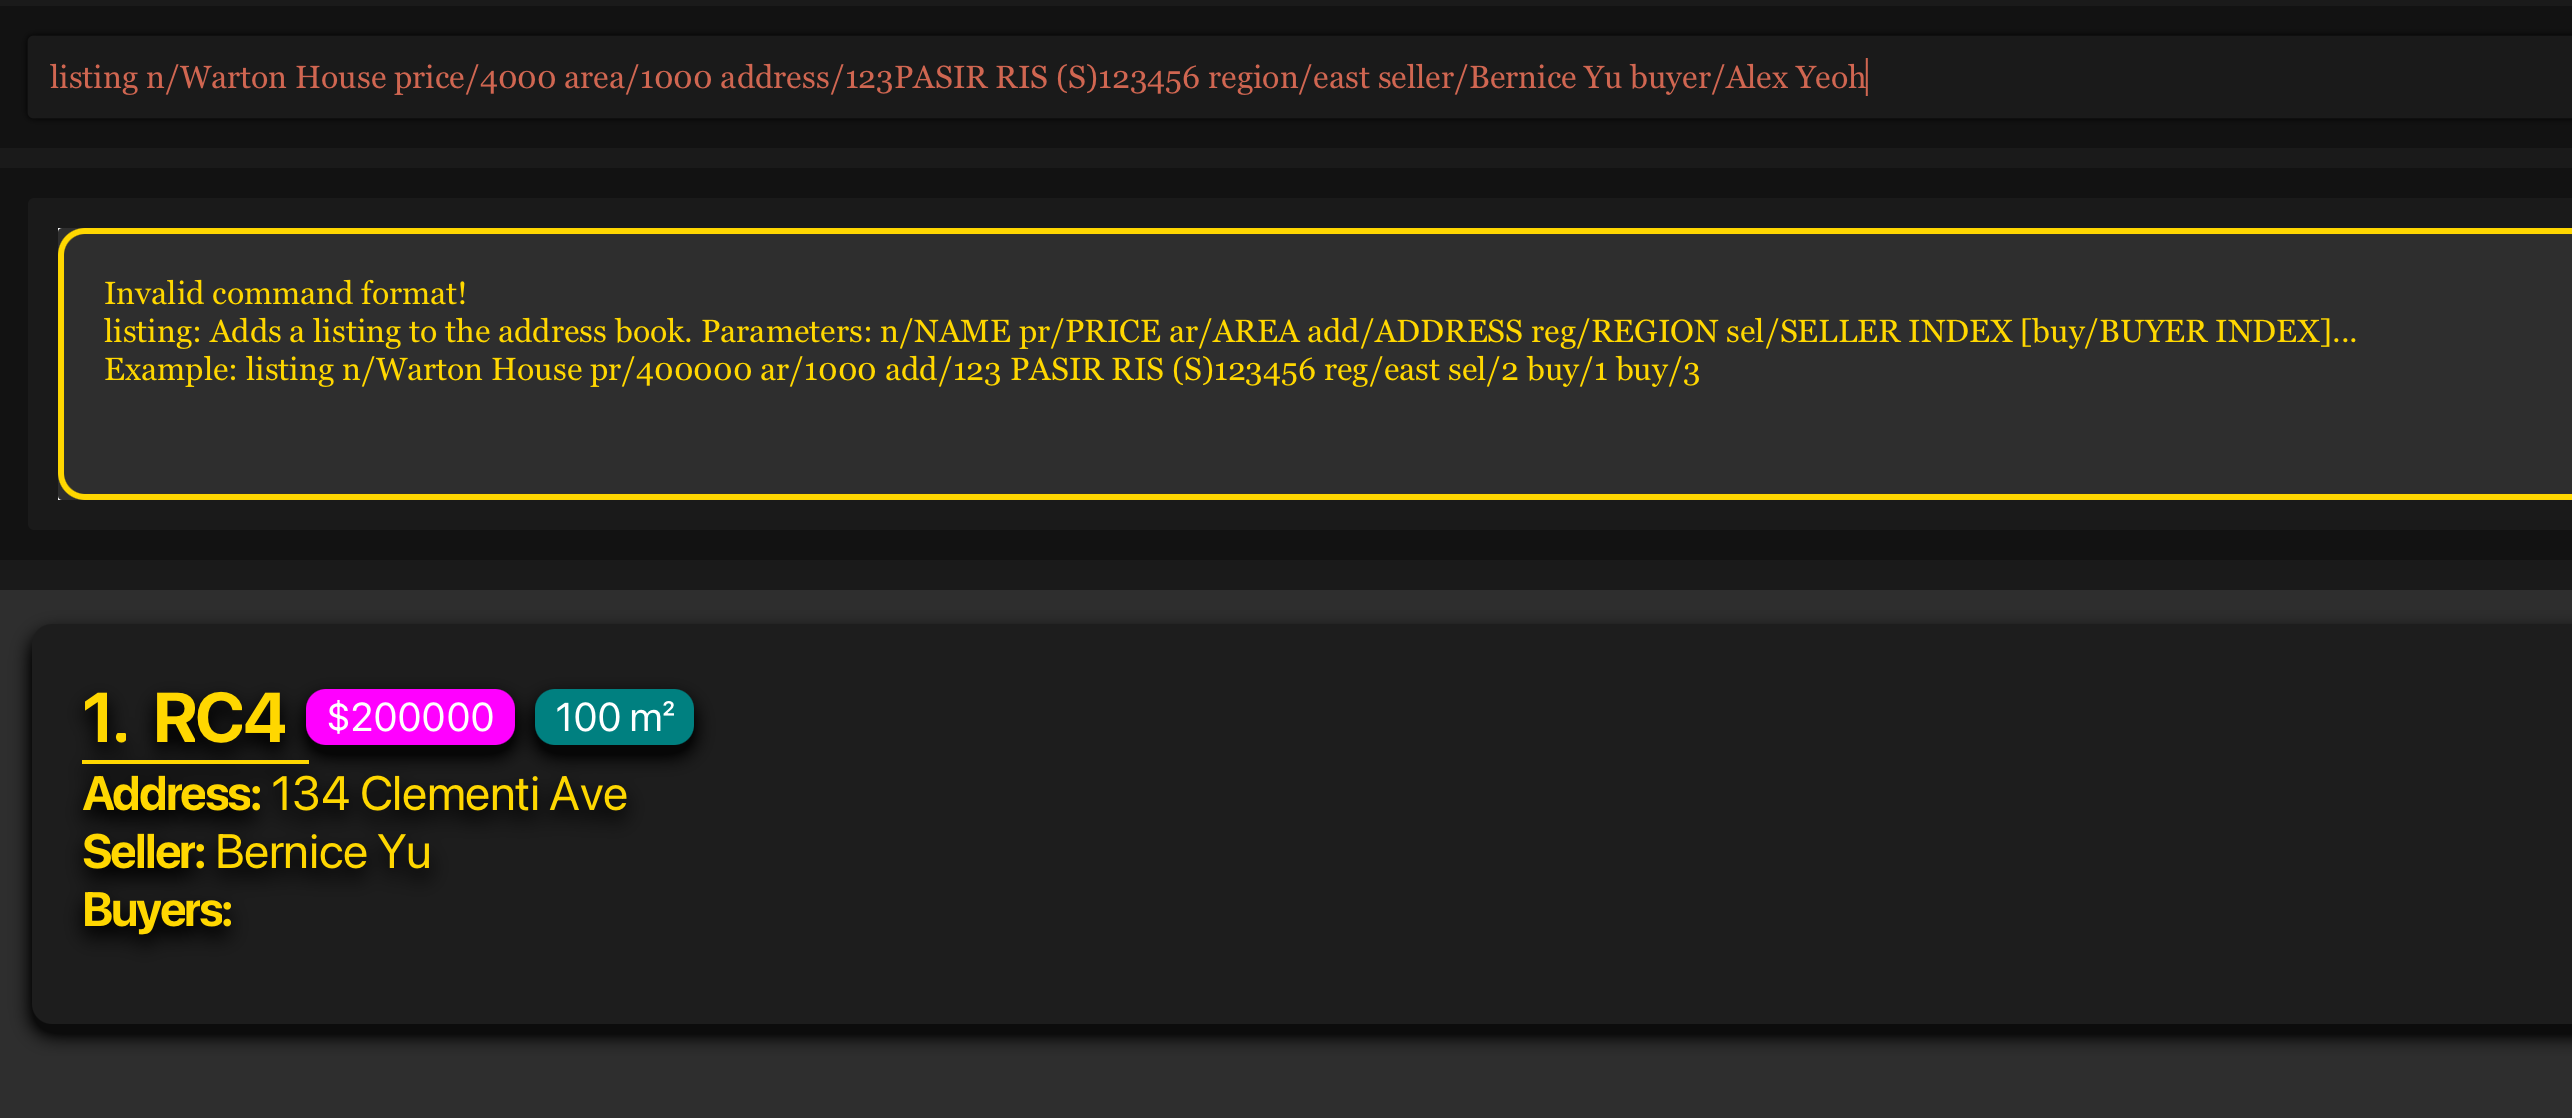 listing n/Warton House price/4000 area/1000 address/123PASIR RIS (S)123456 region/east seller/Bernice Yu buyer/Alex Yeoh
Invalid command format!
listing: Adds a listing to the address book. Parameters: n/NAME pr/PRICE ar/AREA add/ADDRESS reg/REGION sel/SELLER INDEX [buy/BUYER INDEX]...
Example: listing n/Warton House pr/400000 ar/1000 add/123 PASIR RIS (S)123456 reg/east sel/2 buy/1 buy/3
1. RC4 $200000 100 m²
Address: 134 Clementi Ave
Seller: Bernice Yu
Buyers: